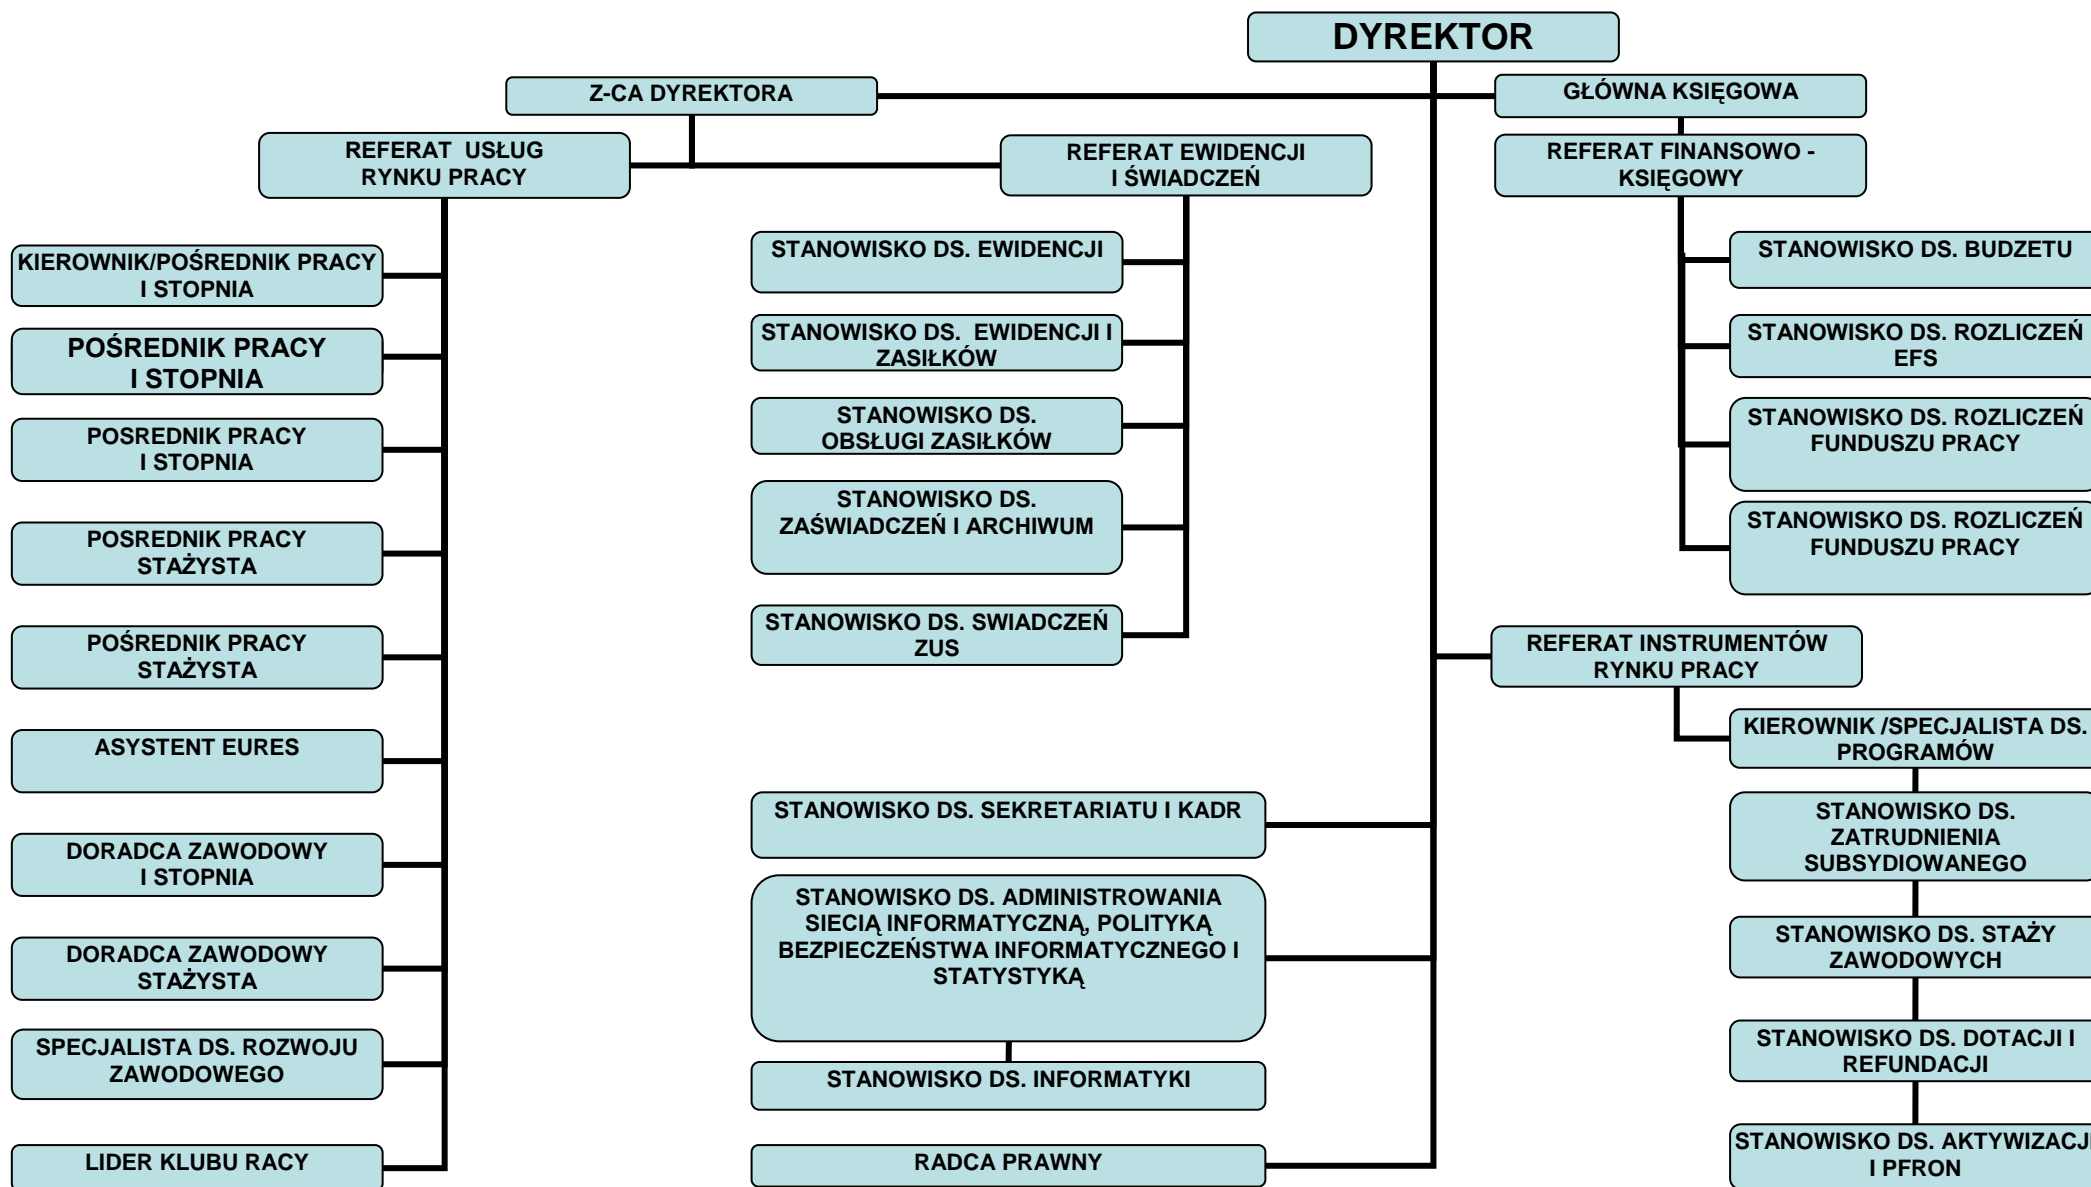 DYREKTOR
Z-CA DYREKTORA
GŁÓWNA KSIĘGOWA
REFERAT USŁUG
RYNKU PRACY
REFERAT EWIDENCJI
I ŚWIADCZEŃ
REFERAT FINANSOWO -
KSIĘGOWY
KIEROWNIK/POŚREDNIK PRACY
I STOPNIA
POŚREDNIK PRACY
I STOPNIA
POSREDNIK PRACY
I STOPNIA
POSREDNIK PRACY
STAŻYSTA
POŚREDNIK PRACY
STAŻYSTA
ASYSTENT EURES
DORADCA ZAWODOWY
I STOPNIA
DORADCA ZAWODOWY
STAŻYSTA
SPECJALISTA DS. ROZWOJU
ZAWODOWEGO
LIDER KLUBU RACY
STANOWISKO DS. EWIDENCJI
STANOWISKO DS. EWIDENCJI I
ZASIŁKÓW
STANOWISKO DS.
OBSŁUGI ZASIŁKÓW
STANOWISKO DS.
ZAŚWIADCZEŃ I ARCHIWUM
STANOWISKO DS. SWIADCZEŃ
ZUS
STANOWISKO DS. SEKRETARIATU I KADR
STANOWISKO DS. ADMINISTROWANIA
SIECIĄ INFORMATYCZNĄ, POLITYKĄ
BEZPIECZEŃSTWA INFORMATYCZNEGO I
STATYSTYKĄ
STANOWISKO DS. INFORMATYKI
RADCA PRAWNY
STANOWISKO DS. BUDZETU
STANOWISKO DS. ROZLICZEŃ
EFS
STANOWISKO DS. ROZLICZEŃ
FUNDUSZU PRACY
STANOWISKO DS. ROZLICZEŃ
FUNDUSZU PRACY
REFERAT INSTRUMENTÓW
RYNKU PRACY
KIEROWNIK /SPECJALISTA DS.
PROGRAMÓW
STANOWISKO DS.
ZATRUDNIENIA
SUBSYDIOWANEGO
STANOWISKO DS. STAŻY
ZAWODOWYCH
STANOWISKO DS. DOTACJI I
REFUNDACJI
STANOWISKO DS. AKTYWIZACJI
I PFRON